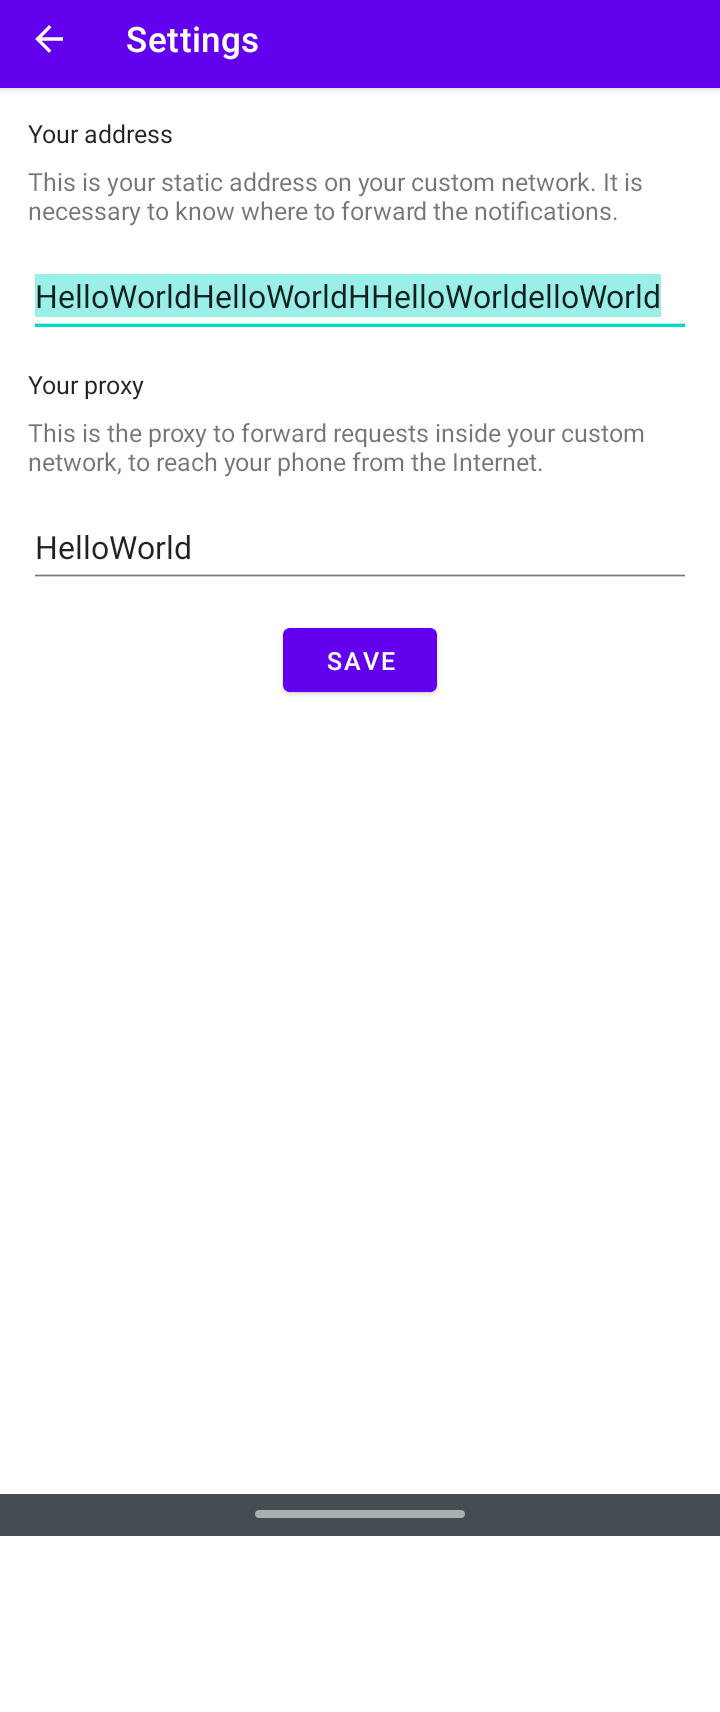 Settings
Your address
This is your static address on your custom network. It is
necessary to know where to forward the notifications.
HelloWorldHelloWorldHHelloWorldelloWorld
Your proxy
This is the proxy to forward requests inside your custom
network, to reach your phone from the Internet.
HelloWorld
SAVE